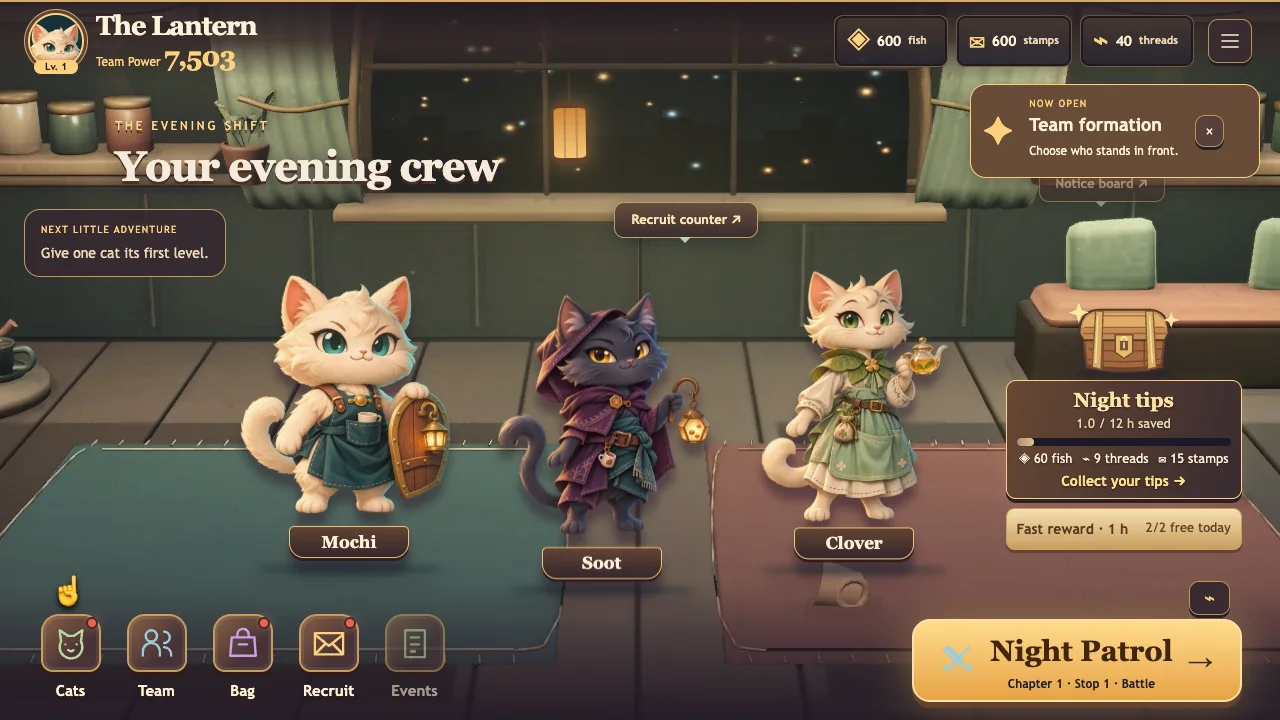 The Lantern
Lv. 1
Team Power 7,503
600 fish
600 stamps
40 threads
NOW OPEN
Team formation
Choose who stands in front.
×
Notice board ↗
THE EVENING SHIFT
Your evening crew
NEXT LITTLE ADVENTURE
Give one cat its first level.
Recruit counter ↗
Mochi
Soot
Clover
Night tips
1.0 / 12 h saved
60 fish 9 threads 15 stamps
Collect your tips →
Fast reward · 1 h 2/2 free today
Cats
Team
Bag
Recruit
Events
Night Patrol →
Chapter 1 · Stop 1 · Battle